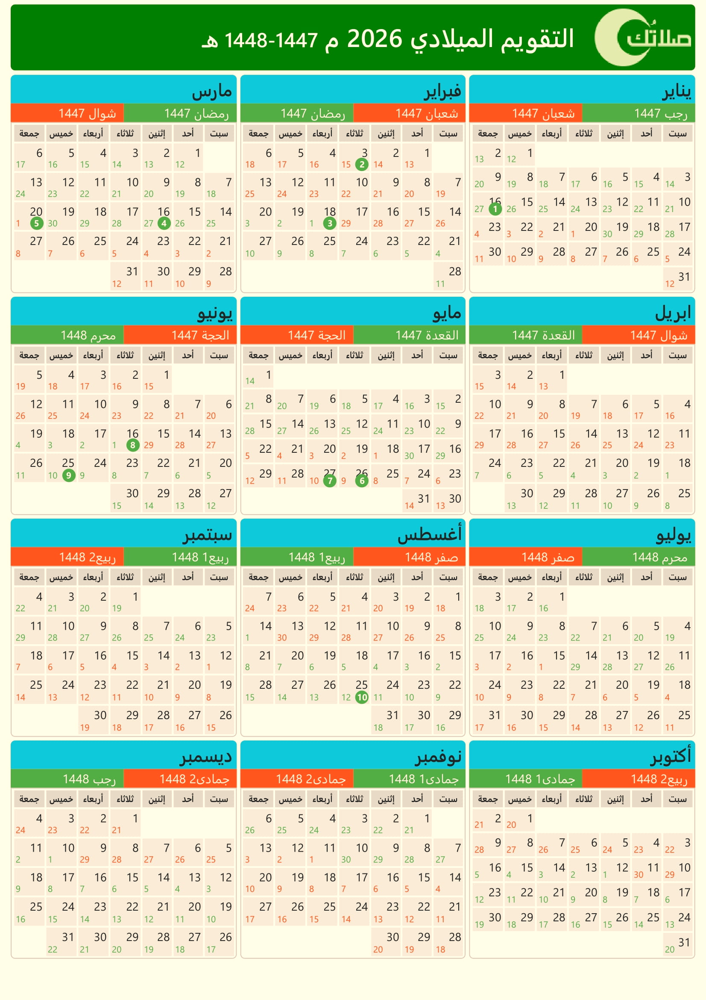 صلاتُك
التقويم الميلادي 2026 م 1447-1448 هـ
يناير
رجب 1447 شعبان 1447
سبت أحد إثنين ثلاثاء أربعاء خميس جمعة
1 2
12 13
3 4 5 6 7 8 9
14 15 16 17 18 19 20
10 11 12 13 14 15 16
21 22 23 24 25 26 1 27
17 18 19 20 21 22 23
28 29 30 1 2 3 4
24 25 26 27 28 29 30
5 6 7 8 9 10 11
31
12
فبراير
شعبان 1447 رمضان 1447
سبت أحد إثنين ثلاثاء أربعاء خميس جمعة
1 2 3 4 5 6
13 14 2 15 16 17 18
7 8 9 10 11 12 13
19 20 21 22 23 24 25
14 15 16 17 18 19 20
26 27 28 29 3 1 2 3
21 22 23 24 25 26 27
4 5 6 7 8 9 10
28
11
مارس
رمضان 1447 شوال 1447
سبت أحد إثنين ثلاثاء أربعاء خميس جمعة
1 2 3 4 5 6
12 13 14 15 16 17
7 8 9 10 11 12 13
18 19 20 21 22 23 24
14 15 16 17 18 19 20
25 26 4 27 28 29 30 5 1
21 22 23 24 25 26 27
2 3 4 5 6 7 8
28 29 30 31
9 10 11 12
ابريل
شوال 1447 القعدة 1447
سبت أحد إثنين ثلاثاء أربعاء خميس جمعة
1 2 3
13 14 15
4 5 6 7 8 9 10
16 17 18 19 20 21 22
11 12 13 14 15 16 17
23 24 25 26 27 28 29
18 19 20 21 22 23 24
1 2 3 4 5 6 7
25 26 27 28 29 30
8 9 10 11 12 13
مايو
القعدة 1447 الحجة 1447
سبت أحد إثنين ثلاثاء أربعاء خميس جمعة
1
14
2 3 4 5 6 7 8
15 16 17 18 19 20 21
9 10 11 12 13 14 15
22 23 24 25 26 27 28
16 17 18 19 20 21 22
29 30 1 2 3 4 5
23 24 25 26 27 28 29
6 7 8 6 9 7 10 11 12
30 31
13 14
يونيو
الحجة 1447 محرم 1448
سبت أحد إثنين ثلاثاء أربعاء خميس جمعة
1 2 3 4 5
15 16 17 18 19
6 7 8 9 10 11 12
20 21 22 23 24 25 26
13 14 15 16 17 18 19
27 28 29 8 1 2 3 4
20 21 22 23 24 25 26
5 6 7 8 9 9 10 11
27 28 29 30
12 13 14 15
يوليو
محرم 1448 صفر 1448
سبت أحد إثنين ثلاثاء أربعاء خميس جمعة
1 2 3
16 17 18
4 5 6 7 8 9 10
19 20 21 22 23 24 25
11 12 13 14 15 16 17
26 27 28 29 1 2 3
18 19 20 21 22 23 24
4 5 6 7 8 9 10
25 26 27 28 29 30 31
11 12 13 14 15 16 17
أغسطس
صفر 1448 ربيع1 1448
سبت أحد إثنين ثلاثاء أربعاء خميس جمعة
1 2 3 4 5 6 7
18 19 20 21 22 23 24
8 9 10 11 12 13 14
25 26 27 28 29 30 1
15 16 17 18 19 20 21
2 3 4 5 6 7 8
22 23 24 25 26 27 28
9 10 11 10 12 13 14 15
29 30 31
16 17 18
سبتمبر
ربيع1 1448 ربيع2 1448
سبت أحد إثنين ثلاثاء أربعاء خميس جمعة
1 2 3 4
19 20 21 22
5 6 7 8 9 10 11
23 24 25 26 27 28 29
12 13 14 15 16 17 18
1 2 3 4 5 6 7
19 20 21 22 23 24 25
8 9 10 11 12 13 14
26 27 28 29 30
15 16 17 18 19
أكتوبر
ربيع2 1448 جمادى1 1448
سبت أحد إثنين ثلاثاء أربعاء خميس جمعة
1 2
20 21
3 4 5 6 7 8 9
22 23 24 25 26 27 28
10 11 12 13 14 15 16
29 30 1 2 3 4 5
17 18 19 20 21 22 23
6 7 8 9 10 11 12
24 25 26 27 28 29 30
13 14 15 16 17 18 19
31
20
نوفمبر
جمادى1 1448 جمادى2 1448
سبت أحد إثنين ثلاثاء أربعاء خميس جمعة
1 2 3 4 5 6
21 22 23 24 25 26
7 8 9 10 11 12 13
27 28 29 30 1 2 3
14 15 16 17 18 19 20
4 5 6 7 8 9 10
21 22 23 24 25 26 27
11 12 13 14 15 16 17
28 29 30
18 19 20
ديسمبر
جمادى2 1448 رجب 1448
سبت أحد إثنين ثلاثاء أربعاء خميس جمعة
1 2 3 4
21 22 23 24
5 6 7 8 9 10 11
25 26 27 28 29 1 2
12 13 14 15 16 17 18
3 4 5 6 7 8 9
19 20 21 22 23 24 25
10 11 12 13 14 15 16
26 27 28 29 30 31
17 18 19 20 21 22